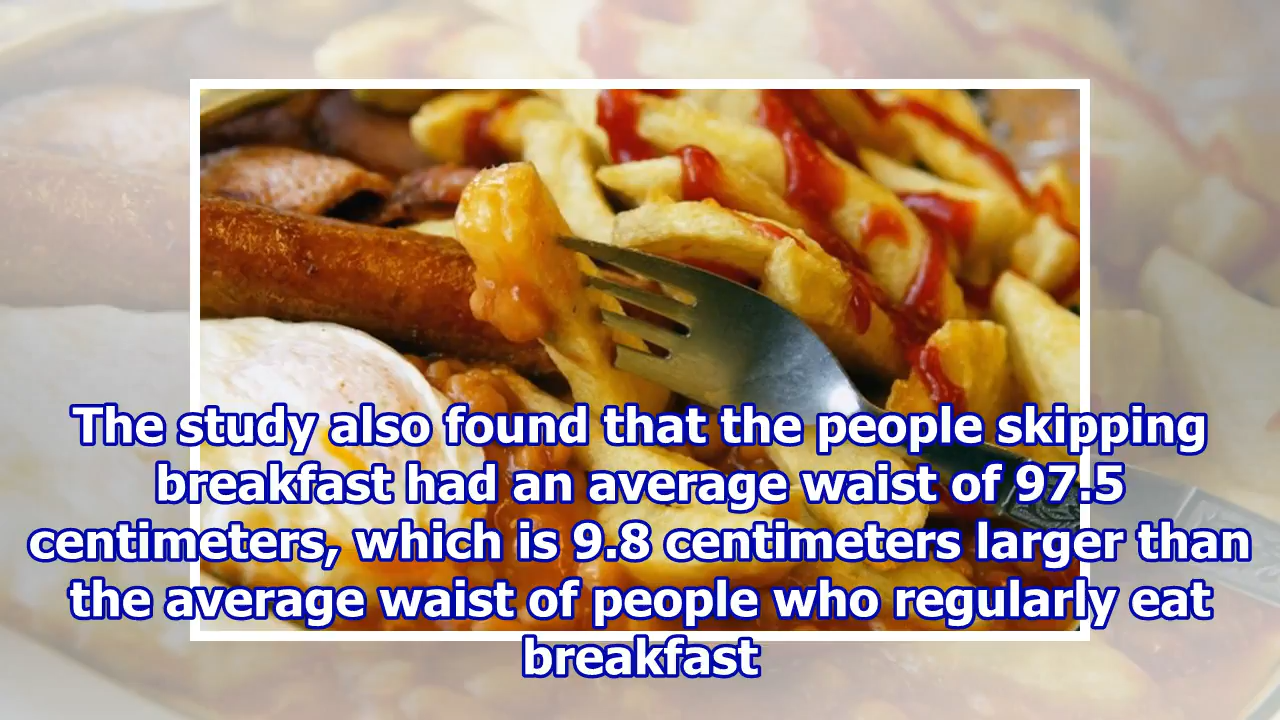 The study also found that the people skipping
breakfast had an average waist of 97.5
centimeters, which is 9.8 centimeters larger than
the average waist of people who regularly eat
breakfast